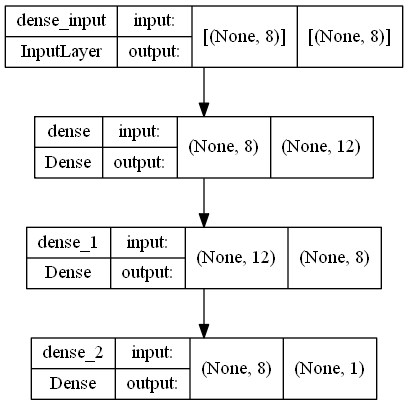 dense_input input: [(None, 8)] [(None, 8)]
InputLayer output:
dense input: (None, 8) (None, 12)
Dense output:
dense_1 input: (None, 12) (None, 8)
Dense output:
dense_2 input: (None, 8) (None, 1)
Dense output: